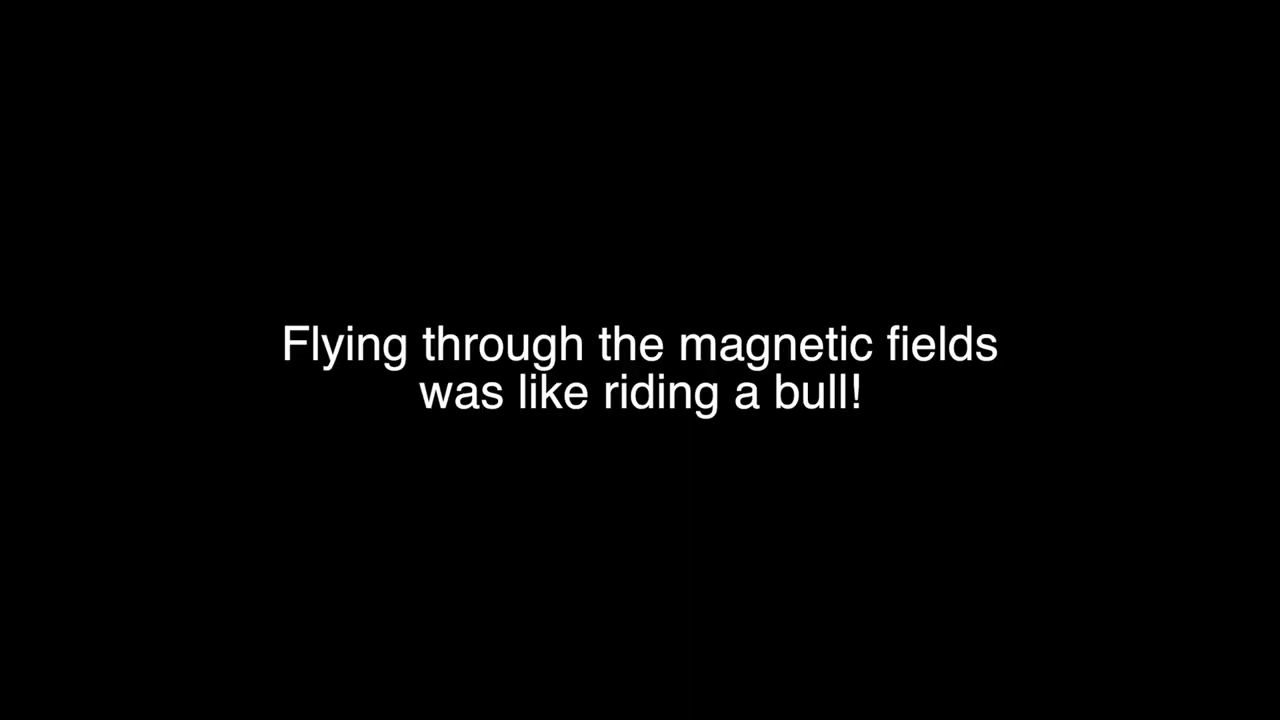 Flying through the magnetic fields
was like riding a bull!